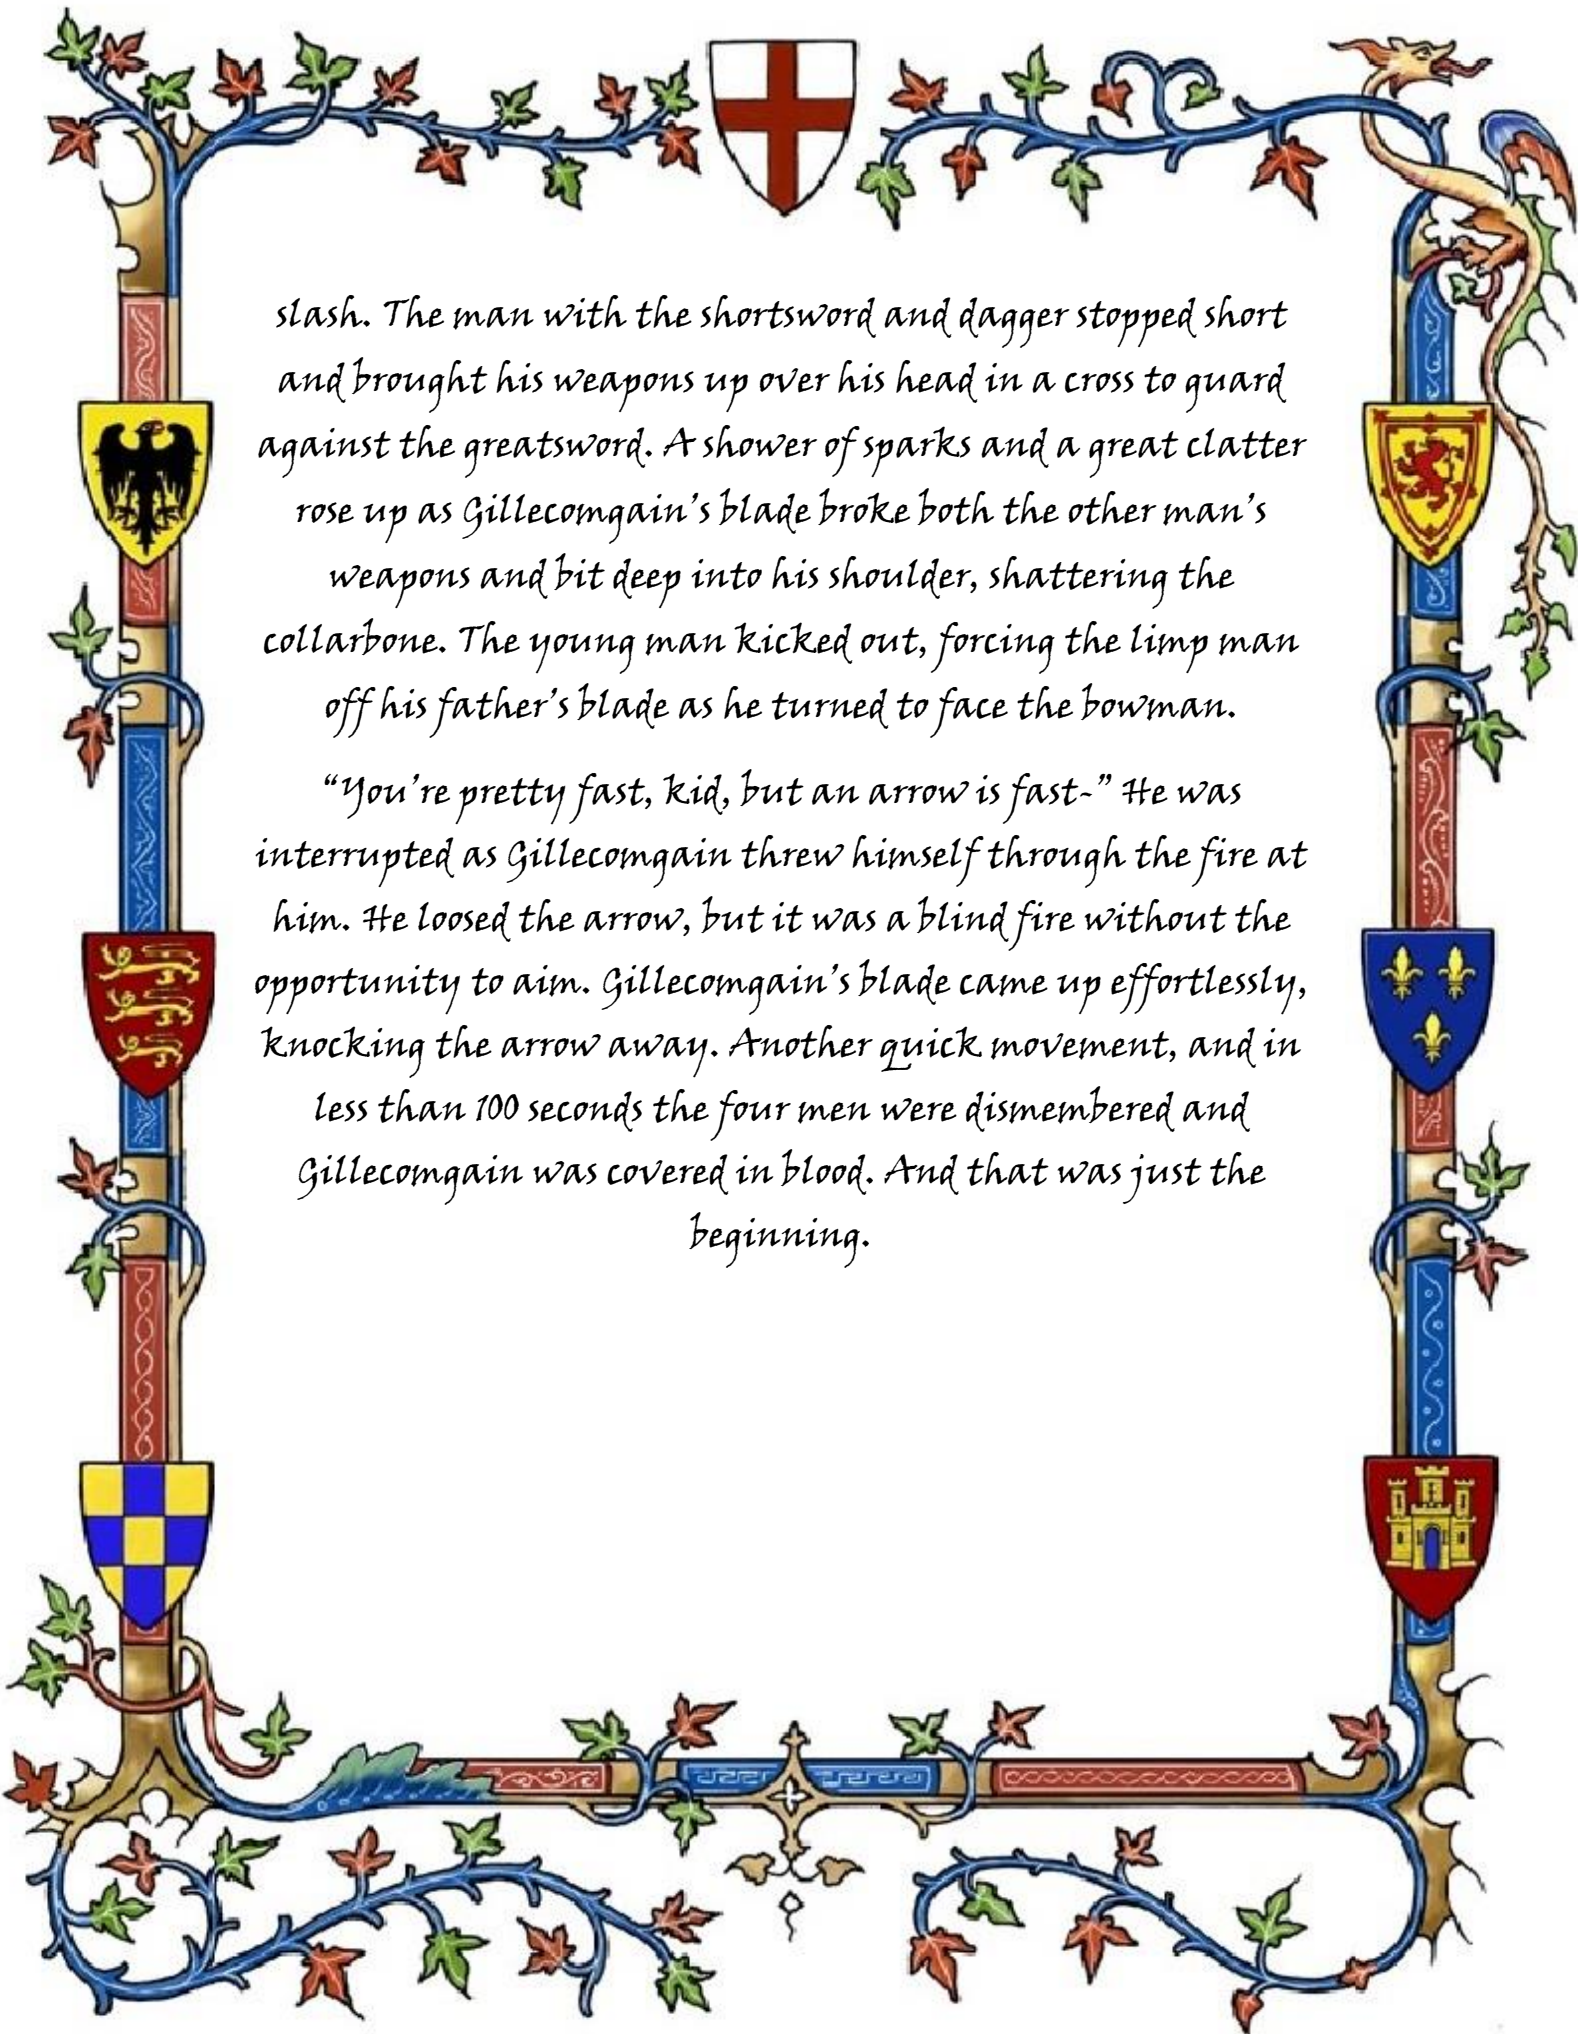 slash. The man with the shortsword and dagger stopped short
and brought his weapons up over his head in a cross to guard
against the greatsword. A shower of sparks and a great clatter
rose up as Gillecomgain's blade broke both the other man's
weapons and bit deep into his shoulder, shattering the
collarbone. The young man kicked out, forcing the limp man
off his father's blade as he turned to face the bowman.
“You're pretty fast, kid, but an arrow is fast-” He was
interrupted as Gillecomgain threw himself through the fire at
him. He loosed the arrow, but it was a blind fire without the
opportunity to aim. Gillecomgain's blade came up effortlessly,
knocking the arrow away. Another quick movement, and in
less than 100 seconds the four men were dismembered and
Gillecomgain was covered in blood. And that was just the
beginning.